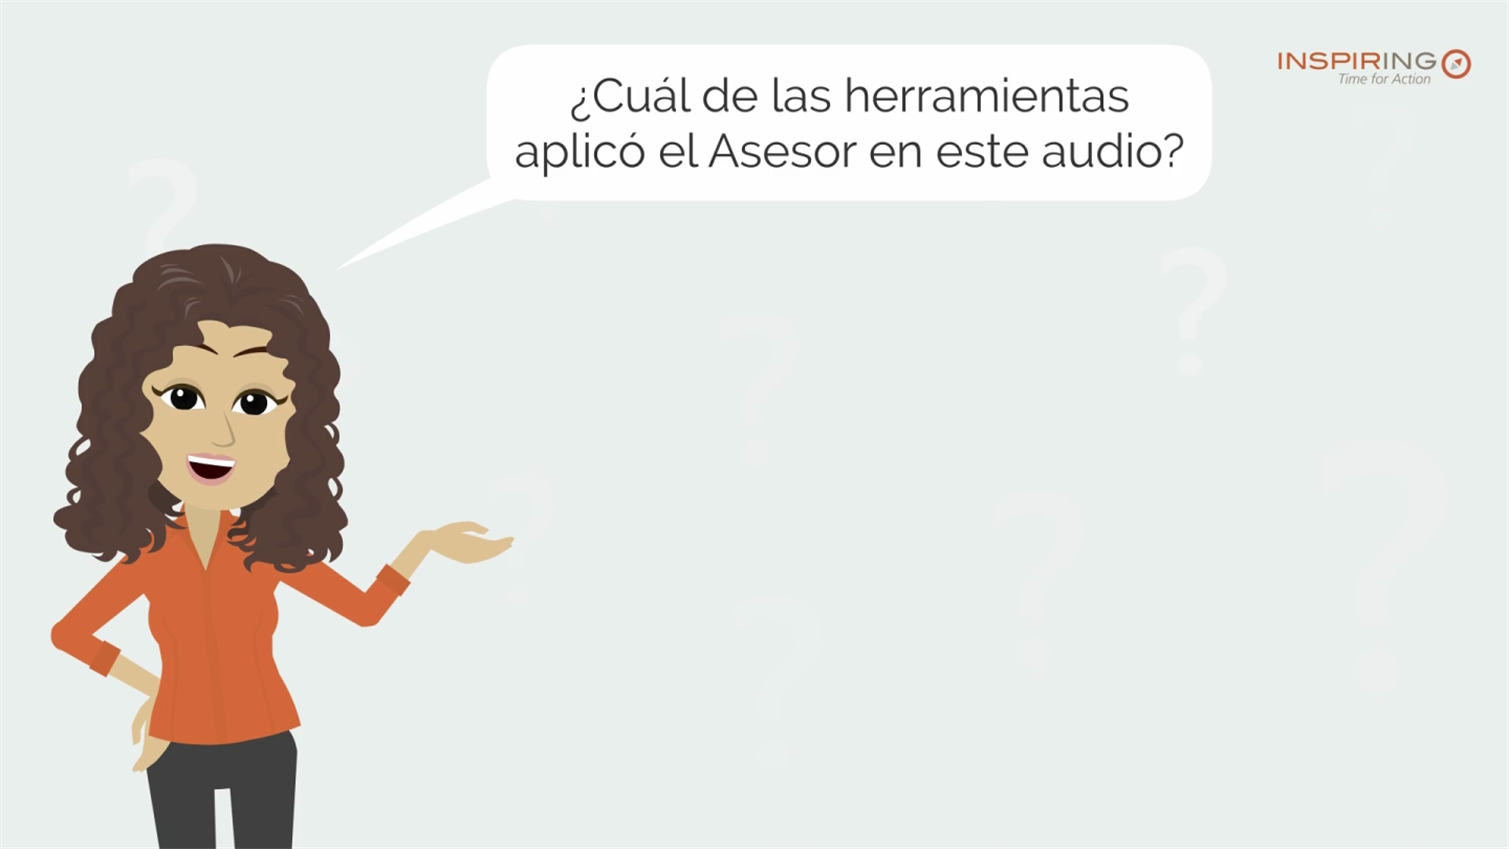 ¿Cuál de las herramientas
aplicó el Asesor en este audio?
INSPIRING
Time for Action